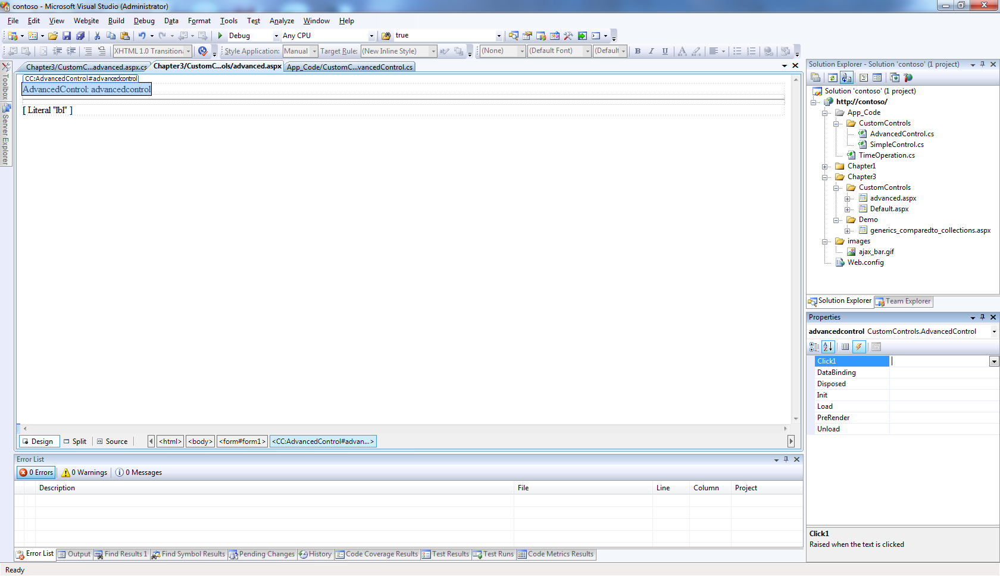 contoso - Microsoft Visual Studio (Administrator)
File Edit View Website Build Debug Data Format Tools Test Analyze Window Help
Debug Any CPU true
XHTML 1.0 Transition Style Application: Manual Target Rule: (New Inline Style) (None) (Default Font) (Default B I U
Toolbox
Server Explorer
Chapter3/CustomC...advanced.aspx.cs Chapter3/CustomC...ols/advanced.aspx App_Code/CustomC...vancedControl.cs
CC:AdvancedControl#advancedcontrol
AdvancedControl: advancedcontrol
[ Literal "lbl" ]
Design Split Source <html> <body> <form#form1> <CC:AdvancedControl#advan...>
Error List
0 Errors 0 Warnings 0 Messages
Description File Line Column Project
Error List Output Find Results 1 Find Symbol Results Pending Changes History Code Coverage Results Test Results Test Runs Code Metrics Results
Ready
Solution Explorer - Solution 'contoso' (1 project)
Solution 'contoso' (1 project)
http://contoso/
App_Code
CustomControls
AdvancedControl.cs
SimpleControl.cs
TimeOperation.cs
Chapter1
Chapter3
CustomControls
advanced.aspx
Default.aspx
Demo
generics_comparedto_collections.aspx
images
ajax_bar.gif
Web.config
Solution Explorer Team Explorer
Properties
advancedcontrol CustomControls.AdvancedControl
Click1
DataBinding
Disposed
Init
Load
PreRender
Unload
Click1
Raised when the text is clicked